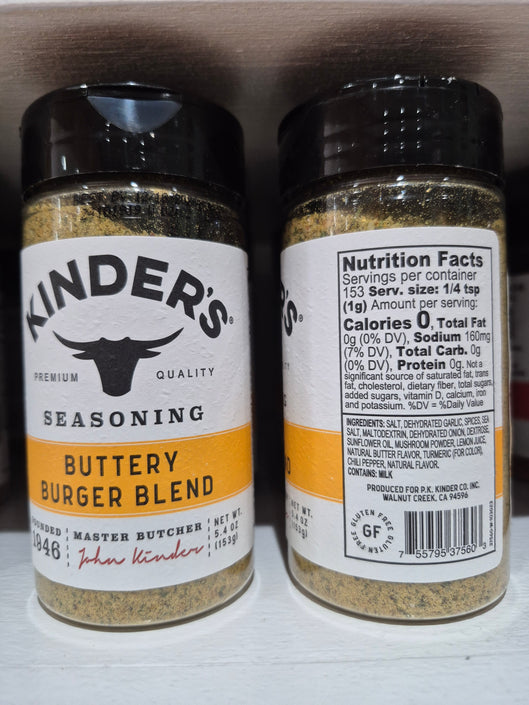 KINDER'S®
PREMIUM QUALITY
SEASONING
BUTTERY
BURGER BLEND
FOUNDED
1846
MASTER BUTCHER
John Kinder
NET WT.
5.4 OZ
(153g)
Nutrition Facts
Servings per container
153 Serv. size: 1/4 tsp
(1g) Amount per serving:
Calories 0, Total Fat
0g (0% DV), Sodium 160mg
(7% DV), Total Carb. 0g
(0% DV), Protein 0g. Not a
significant source of saturated fat, trans
fat, cholesterol, dietary fiber, total sugars,
added sugars, vitamin D, calcium, iron
and potassium. %DV = %Daily Value
INGREDIENTS: SALT, DEHYDRATED GARLIC, SPICES, SEA
SALT, MALTODEXTRIN, DEHYDRATED ONION, DEXTROSE,
SUNFLOWER OIL, MUSHROOM POWDER, LEMON JUICE,
NATURAL BUTTER FLAVOR, TURMERIC (FOR COLOR),
CHILI PEPPER, NATURAL FLAVOR.
CONTAINS: MILK
PRODUCED FOR P.K. KINDER CO. INC.
WALNUT CREEK, CA 94596
GLUTEN FREE GLUTEN FREE
GF
7 55795 37560 3